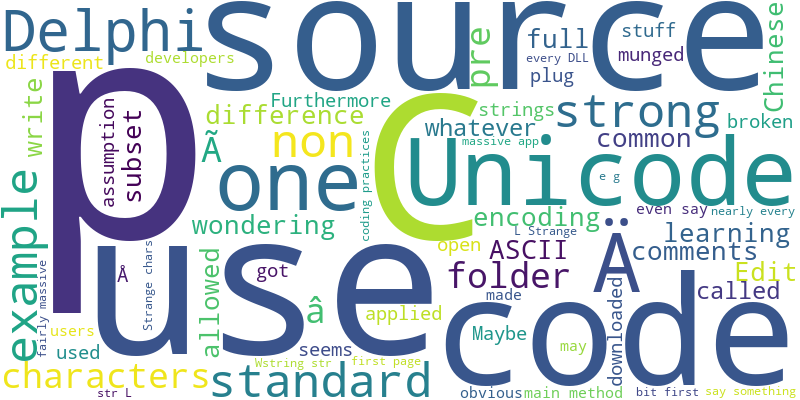 Delphi
source
different
developers
pre
full
stuff
every DLL
munged
plug
Chinese
p
C
write
assumption
subset
Ã
difference
Furthermore
non
strings
strong
whatever
massive app
common
broken
example
one
Unicode
e g
coding practices
wondering
encoding
¨
L Strange
even say
nearly every
learning
comments
open
ASCII
Ä
allowed
Strange chars
Å
use
got
folder
called
Edit
code
made
downloaded
fairly massive
â
applied
users
used
seems
Maybe
may
Wstring str
first page
characters
standard
str L
obvious
main method
bit first
say something